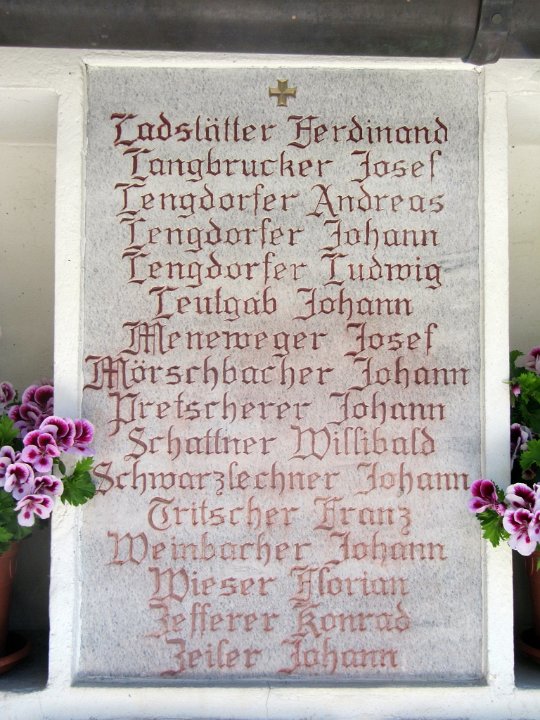 Ladstätter Ferdinand
Langbrucker Josef
Lengdorfer Andreas
Lengdorfer Johann
Lengdorfer Ludwig
Leutgab Johann
Meneweger Josef
Mörschbacher Johann
Pretscherer Johann
Schattner Willibald
Schwarzlechner Johann
Tritscher Franz
Weinbacher Johann
Wieser Florian
Zefferer Konrad
Zeiler Johann